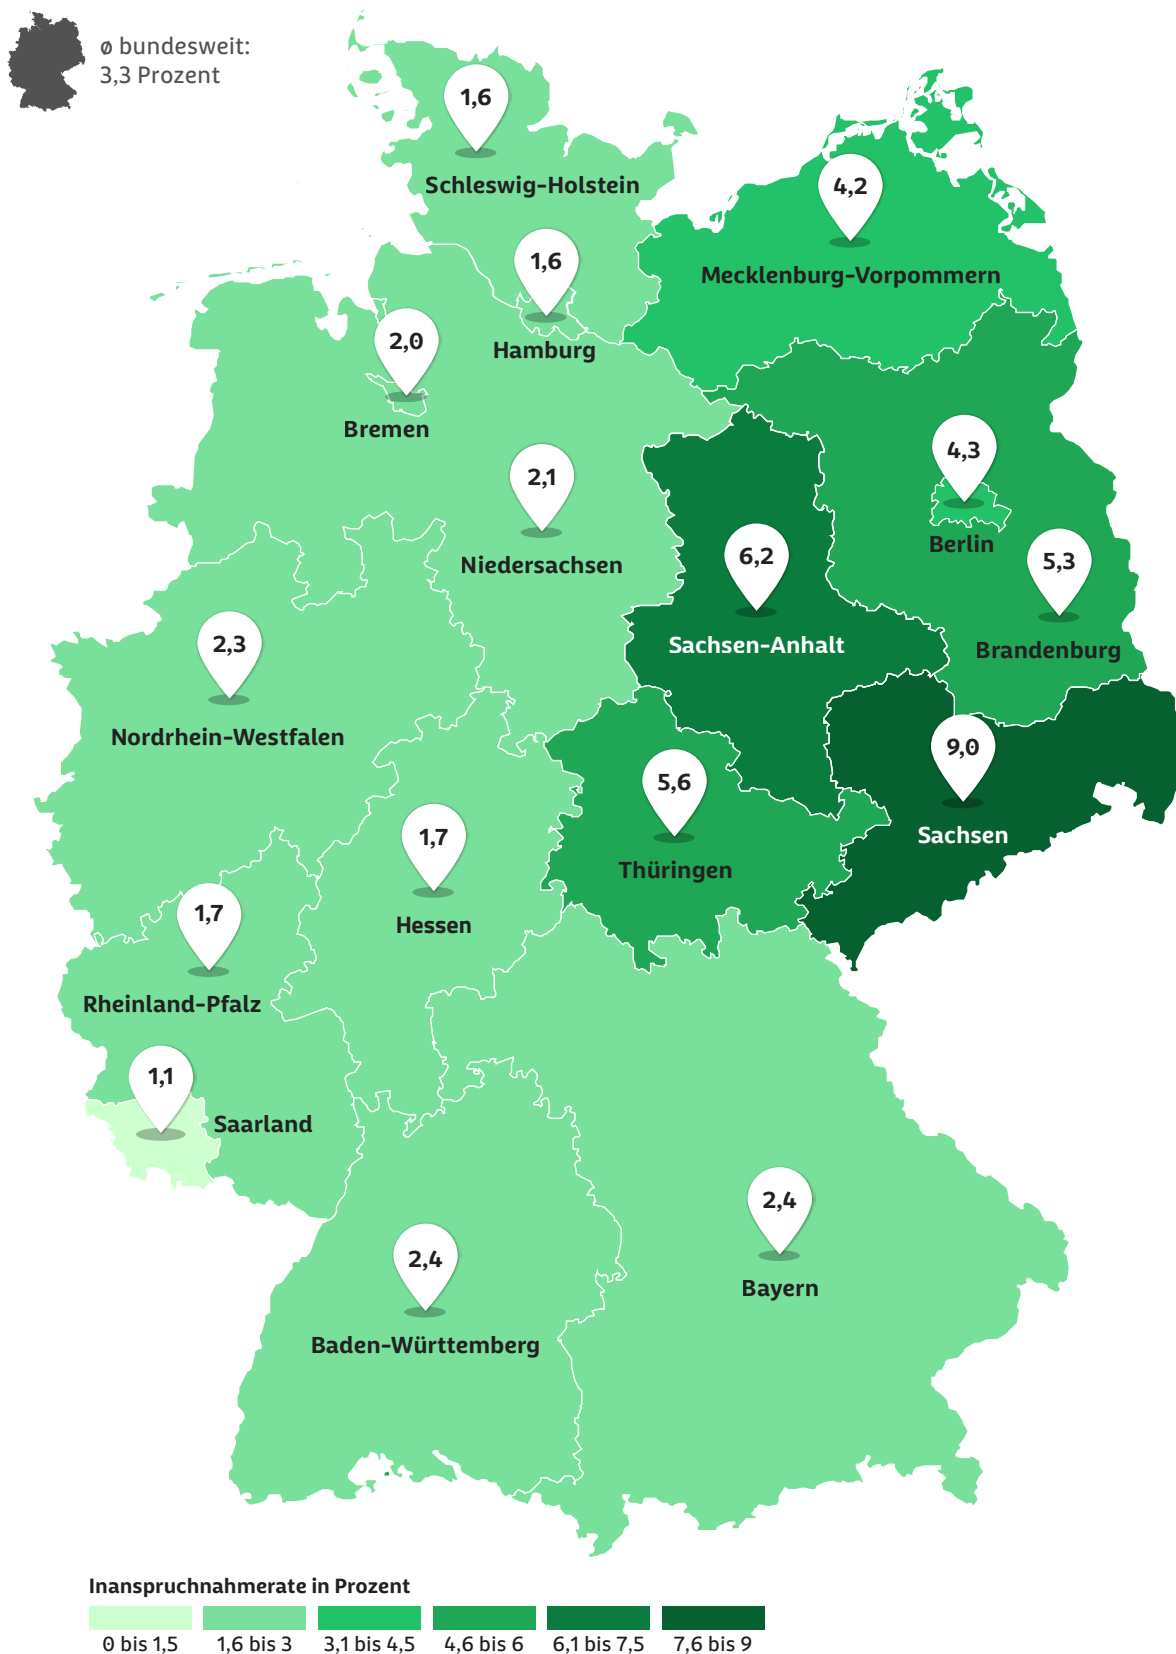 ø bundesweit:
3,3 Prozent
1,6
Schleswig-Holstein
4,2
Mecklenburg-Vorpommern
1,6
Hamburg
2,0
Bremen
2,1
Niedersachsen
4,3
Berlin
5,3
Brandenburg
6,2
Sachsen-Anhalt
2,3
Nordrhein-Westfalen
9,0
Sachsen
5,6
Thüringen
1,7
Hessen
1,7
Rheinland-Pfalz
1,1
Saarland
2,4
Bayern
2,4
Baden-Württemberg
Inanspruchnahmerate in Prozent
0 bis 1,5
1,6 bis 3
3,1 bis 4,5
4,6 bis 6
6,1 bis 7,5
7,6 bis 9